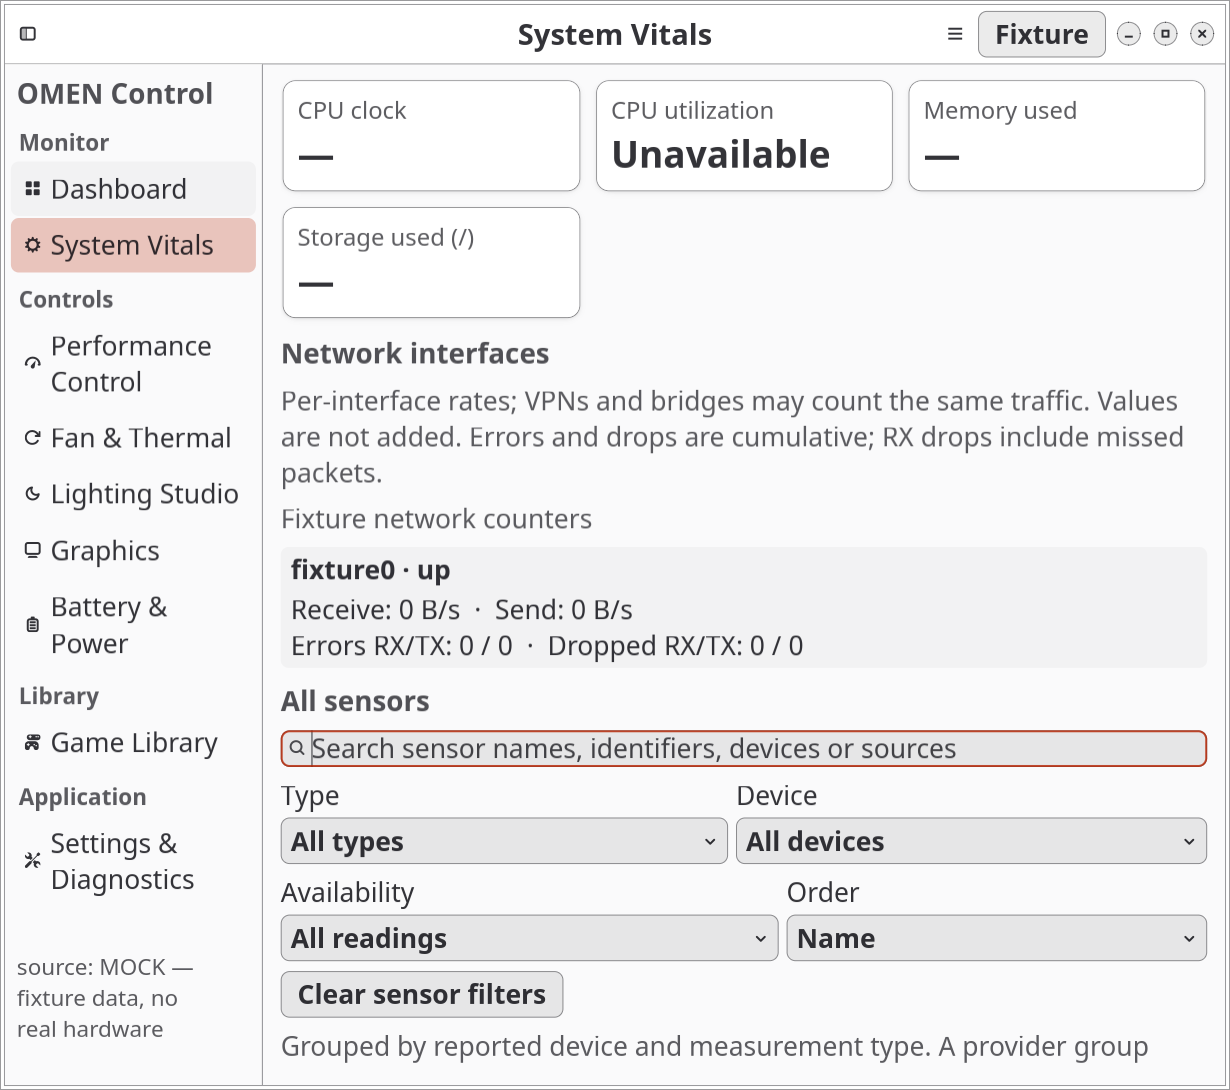 System Vitals
Fixture
OMEN Control
Monitor
Dashboard
System Vitals
Controls
Performance
Control
Fan & Thermal
Lighting Studio
Graphics
Battery &
Power
Library
Game Library
Application
Settings &
Diagnostics
source: MOCK —
fixture data, no
real hardware
CPU clock
—
CPU utilization
Unavailable
Memory used
—
Storage used (/)
—
Network interfaces
Per-interface rates; VPNs and bridges may count the same traffic. Values
are not added. Errors and drops are cumulative; RX drops include missed
packets.
Fixture network counters
fixture0 · up
Receive: 0 B/s · Send: 0 B/s
Errors RX/TX: 0 / 0 · Dropped RX/TX: 0 / 0
All sensors
Search sensor names, identifiers, devices or sources
Type
Device
All types
All devices
Availability
Order
All readings
Name
Clear sensor filters
Grouped by reported device and measurement type. A provider group